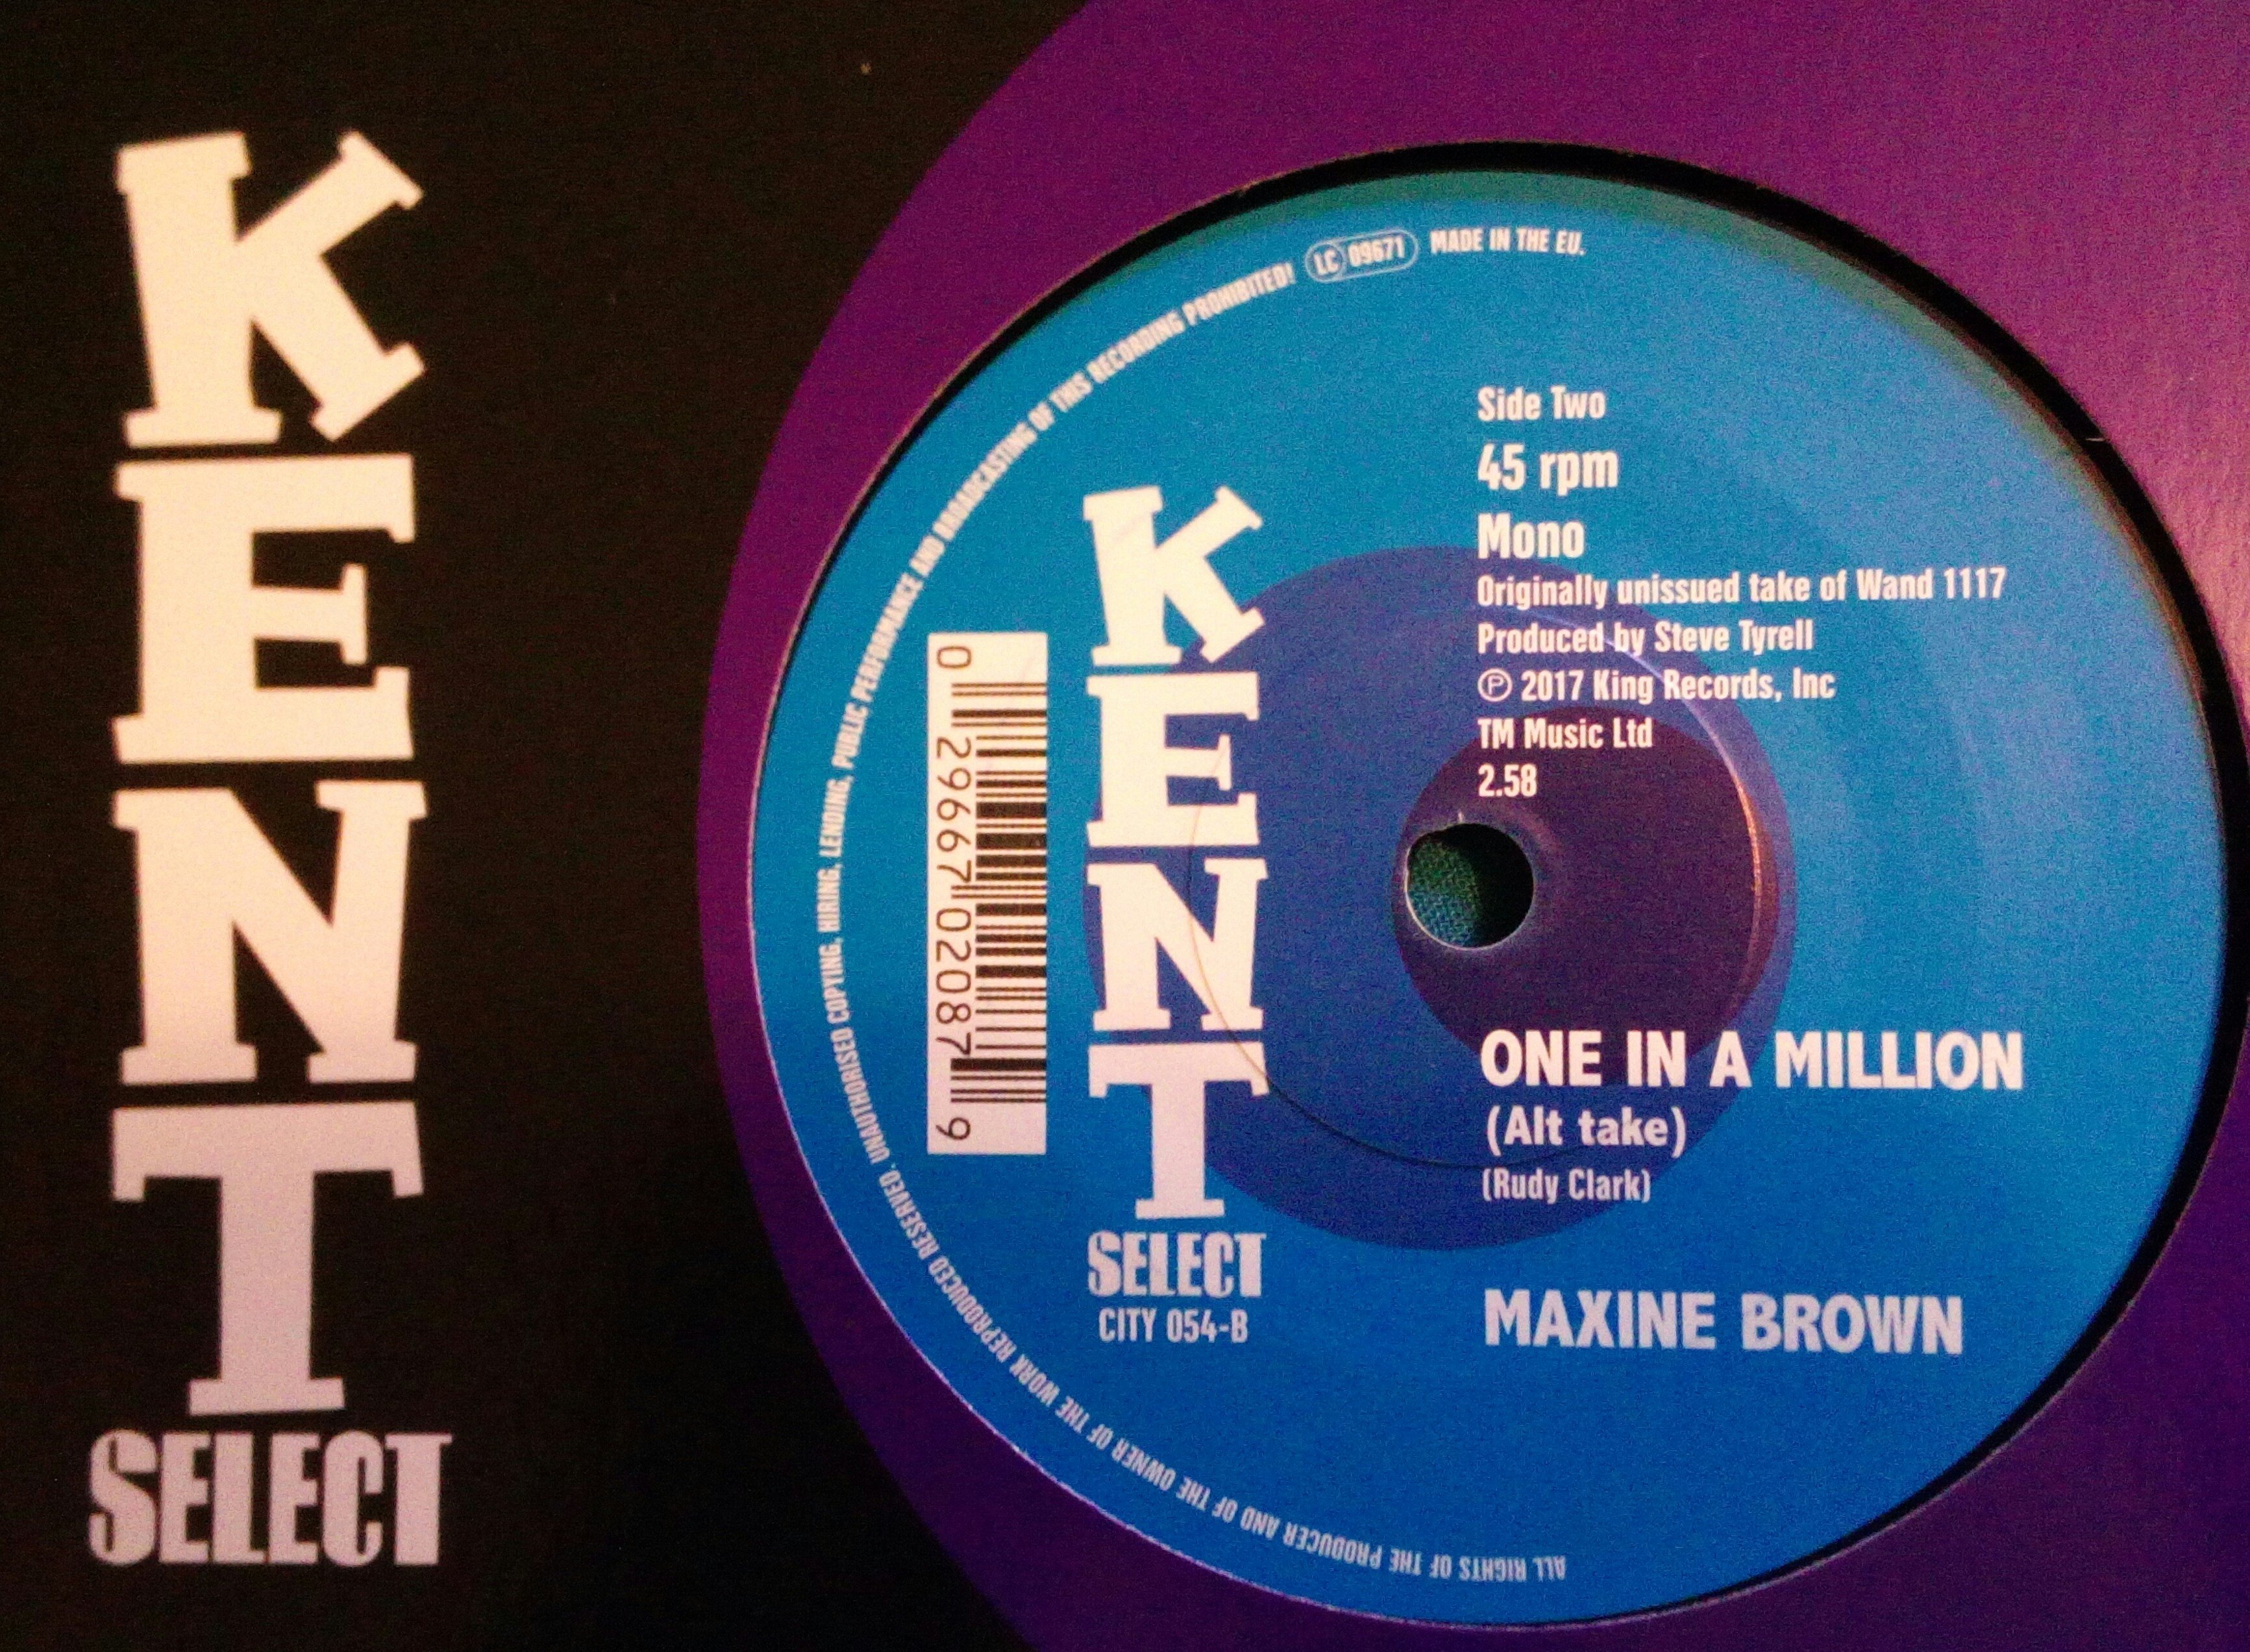 KENT
SELECT
ALL RIGHTS OF THE PRODUCER AND OF THE OWNER OF THE WORK REPRODUCED RESERVED. UNAUTHORISED COPYING, HIRING, LENDING, PUBLIC PERFORMANCE AND BROADCASTING OF THIS RECORDING PROHIBITED! LC 09671 MADE IN THE EU.
0 29667 02087 9
KENT
SELECT
CITY 054-B
Side Two
45 rpm
Mono
Originally unissued take of Wand 1117
Produced by Steve Tyrell
℗ 2017 King Records, Inc
TM Music Ltd
2.58
ONE IN A MILLION
(Alt take)
(Rudy Clark)
MAXINE BROWN